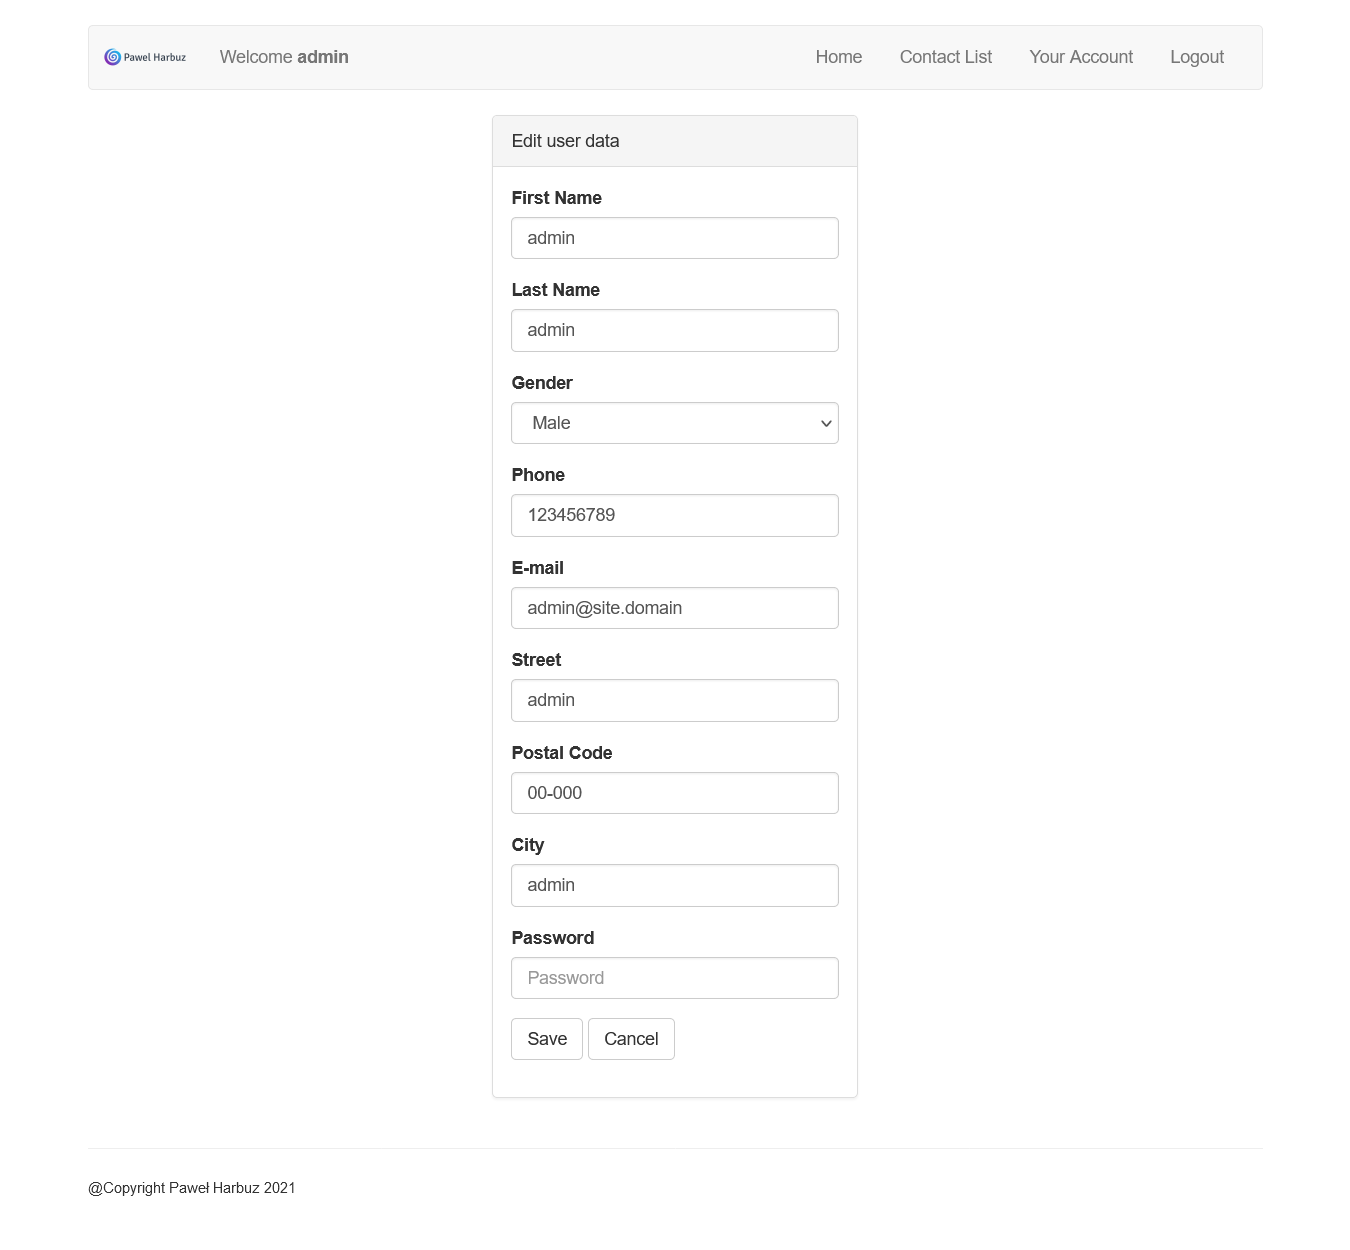 Pawel Harbuz Welcome admin Home Contact List Your Account Logout
Edit user data
First Name
admin
Last Name
admin
Gender
Male
Phone
123456789
E-mail
admin@site.domain
Street
admin
Postal Code
00-000
City
admin
Password
Password
Save Cancel
@Copyright Paweł Harbuz 2021